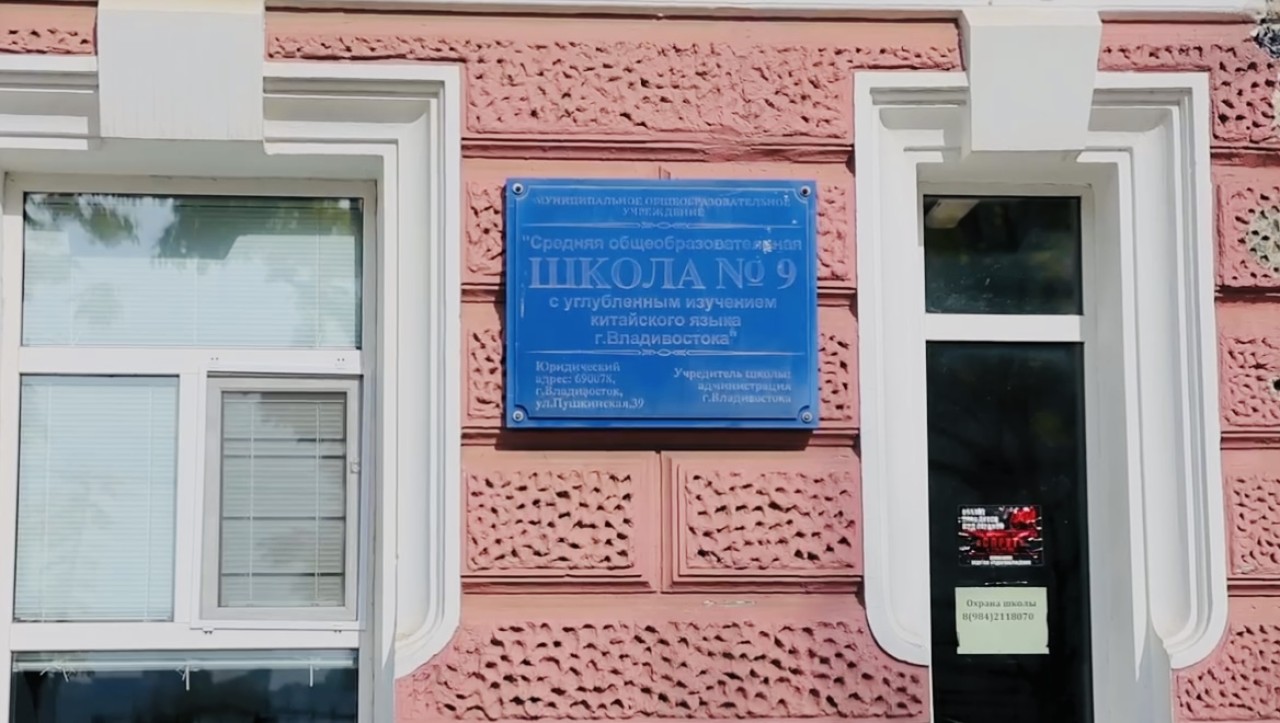 МУНИЦИПАЛЬНОЕ ОБЩЕОБРАЗОВАТЕЛЬНОЕ
УЧРЕЖДЕНИЕ
"Средняя общеобразовательная
ШКОЛА № 9
с углубленным изучением
китайского языка
г.Владивостока"
Юридический
адрес: 690078,
г.Владивосток,
ул.Пушкинская,39
Учредитель школы:
администрация
г.Владивостока
Охрана школы
8(984)2118070